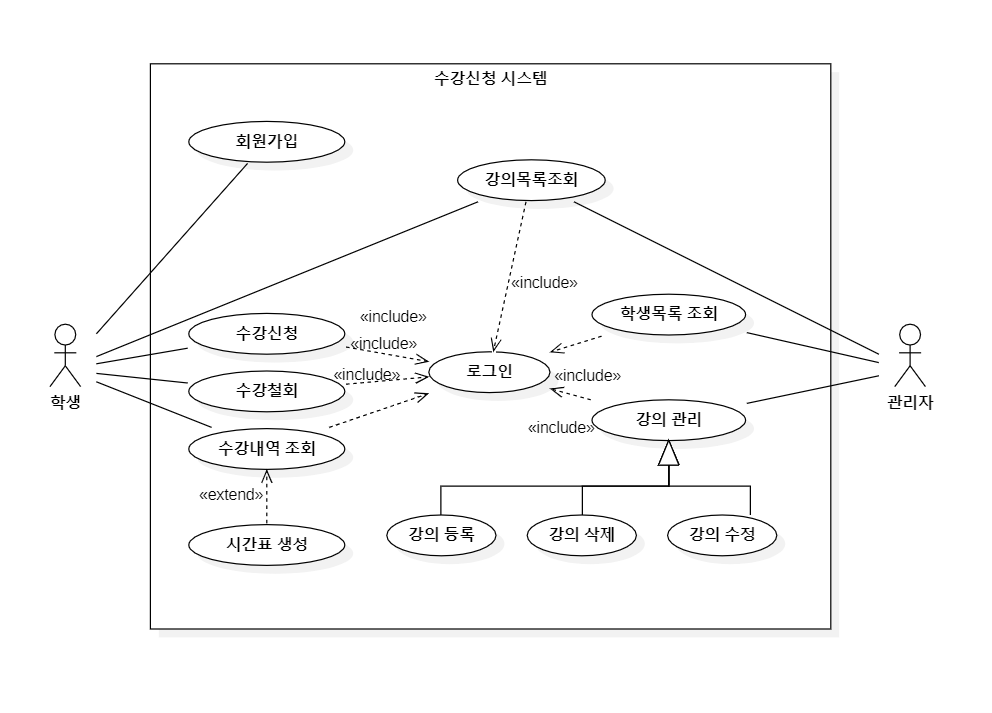 수강신청 시스템
회원가입
강의목록조회
«include»
학생목록 조회
«include»
수강신청
«include»
로그인
«include»
수강철회
«include»
학생
관리자
강의 관리
«include»
수강내역 조회
«extend»
강의 등록
강의 삭제
강의 수정
시간표 생성